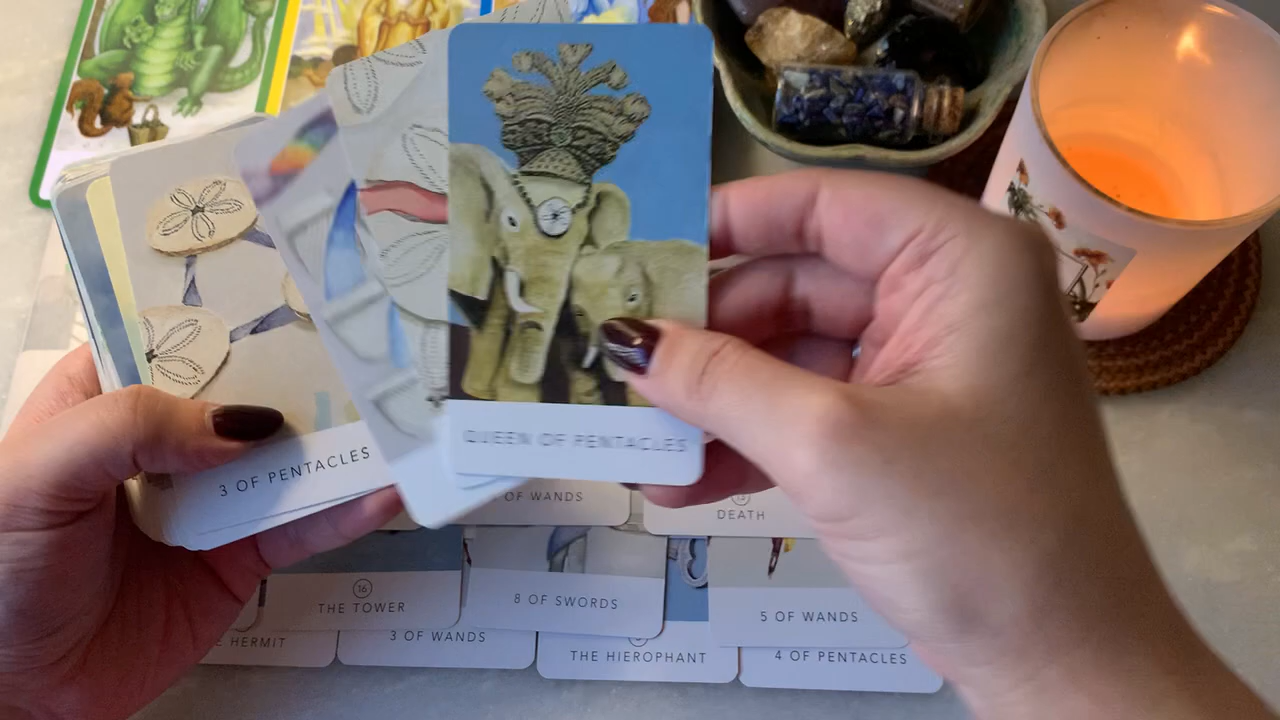 QUEEN OF PENTACLES
3 OF PENTACLES
OF WANDS
13
DEATH
16
THE TOWER
8 OF SWORDS
5 OF WANDS
HERMIT
3 OF WANDS
THE HIEROPHANT
4 OF PENTACLES